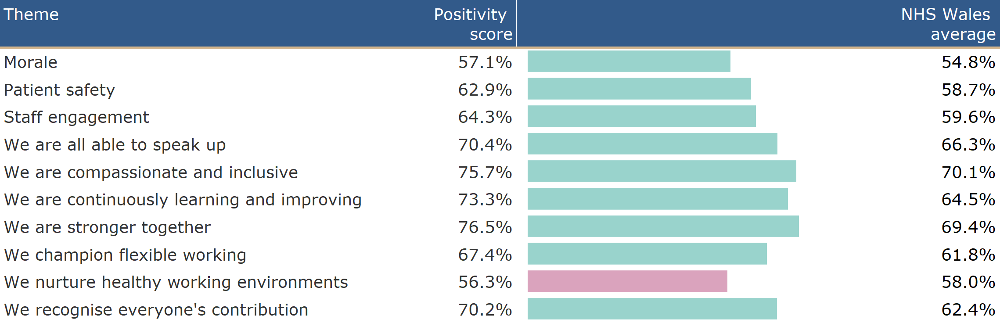 Theme Positivity score NHS Wales average
Morale 57.1% 54.8%
Patient safety 62.9% 58.7%
Staff engagement 64.3% 59.6%
We are all able to speak up 70.4% 66.3%
We are compassionate and inclusive 75.7% 70.1%
We are continuously learning and improving 73.3% 64.5%
We are stronger together 76.5% 69.4%
We champion flexible working 67.4% 61.8%
We nurture healthy working environments 56.3% 58.0%
We recognise everyone's contribution 70.2% 62.4%